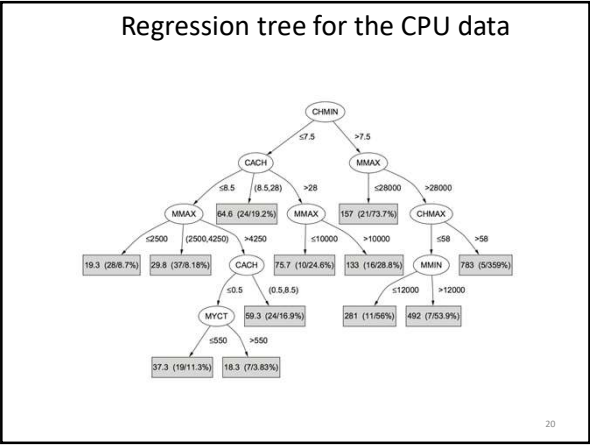 Regression tree for the CPU data
CHMIN
≤7.5 >7.5
CACH MMAX
≤8.5 (8.5,28] >28 ≤28000 >28000
MMAX 64.6 (24/19.2%) MMAX 157 (21/73.7%) CHMAX
≤2500 (2500,4250] >4250 ≤10000 >10000 ≤58 >58
19.3 (28/8.7%) 29.8 (37/8.18%) CACH 75.7 (10/24.6%) 133 (16/28.8%) MMIN 783 (5/359%)
≤0.5 (0.5,8.5] ≤12000 >12000
MYCT 59.3 (24/16.9%) 281 (11/56%) 492 (7/53.9%)
≤550 >550
37.3 (19/11.3%) 18.3 (7/3.83%)
20